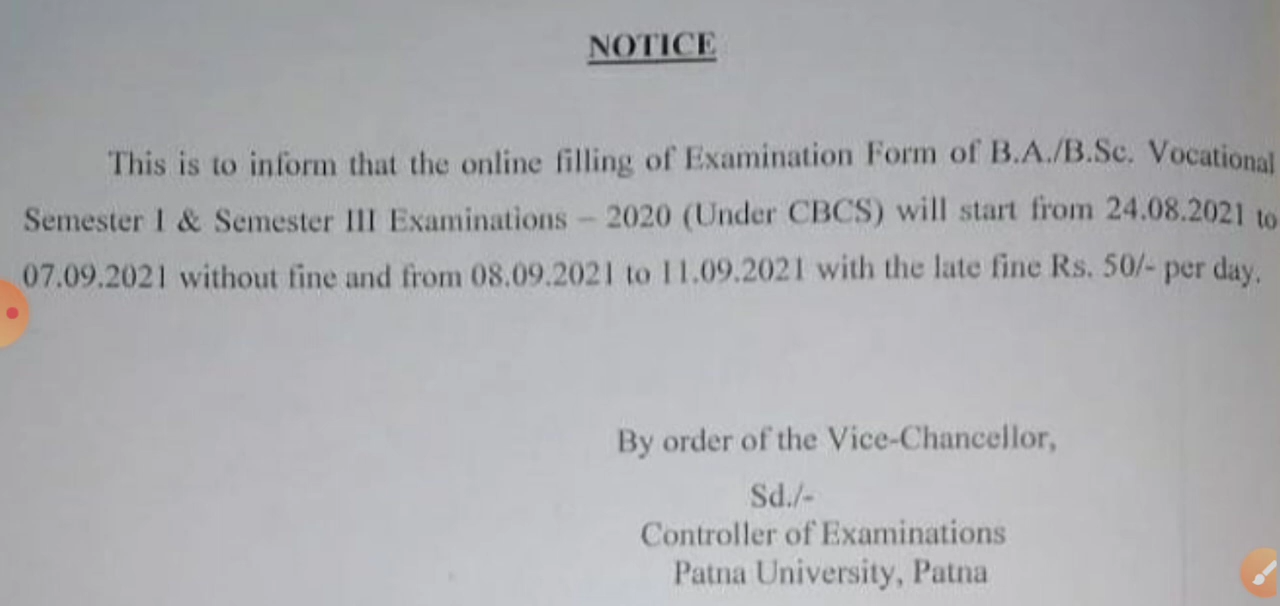 NOTICE
This is to inform that the online filling of Examination Form of B.A./B.Sc. Vocational
Semester I & Semester III Examinations – 2020 (Under CBCS) will start from 24.08.2021 to
07.09.2021 without fine and from 08.09.2021 to 11.09.2021 with the late fine Rs. 50/- per day.
By order of the Vice-Chancellor,
Sd./-
Controller of Examinations
Patna University, Patna